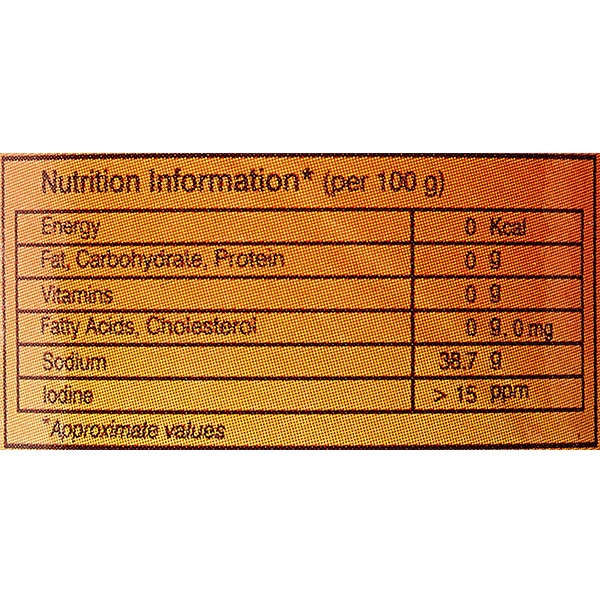 Nutrition Information* (per 100 g)
Energy 0 Kcal
Fat, Carbohydrate, Protein 0 g
Vitamins 0 g
Fatty Acids, Cholesterol 0 g, 0 mg
Sodium 38.7 g
Iodine > 15 ppm
*Approximate values